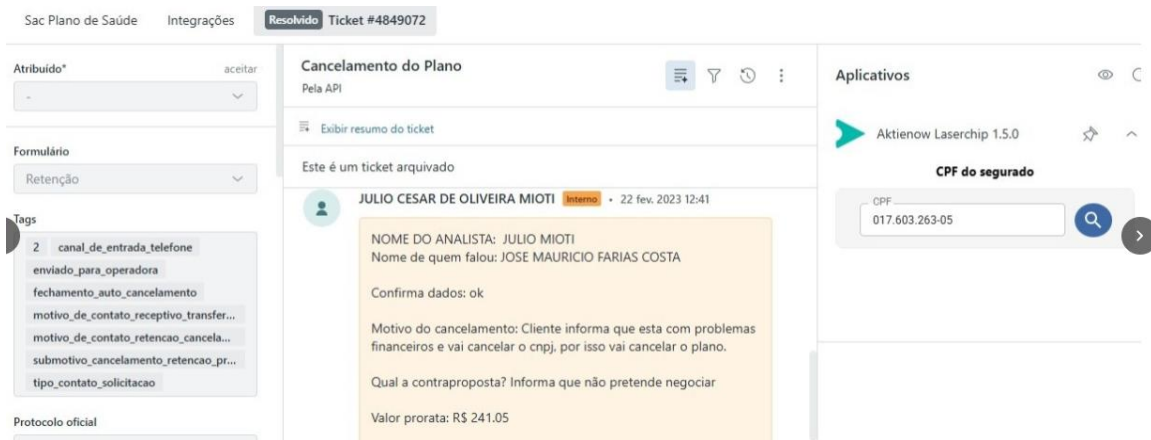 Sac Plano de Saúde
Integrações
Resolvido Ticket #4849072
Atribuído*
aceitar
-
Formulário
Retenção
Tags
2 canal_de_entrada_telefone
enviado_para_operadora
fechamento_auto_cancelamento
motivo_de_contato_receptivo_transfer...
motivo_de_contato_retencao_cancela...
submotivo_cancelamento_retencao_pr...
tipo_contato_solicitacao
Protocolo oficial
Cancelamento do Plano
Pela API
Exibir resumo do ticket
Este é um ticket arquivado
JULIO CESAR DE OLIVEIRA MIOTI Interno • 22 fev. 2023 12:41
NOME DO ANALISTA: JULIO MIOTI
Nome de quem falou: JOSE MAURICIO FARIAS COSTA
Confirma dados: ok
Motivo do cancelamento: Cliente informa que esta com problemas
financeiros e vai cancelar o cnpj, por isso vai cancelar o plano.
Qual a contraproposta? Informa que não pretende negociar
Valor prorata: R$ 241.05
Aplicativos
Aktienow Laserchip 1.5.0
CPF do segurado
CPF
017.603.263-05